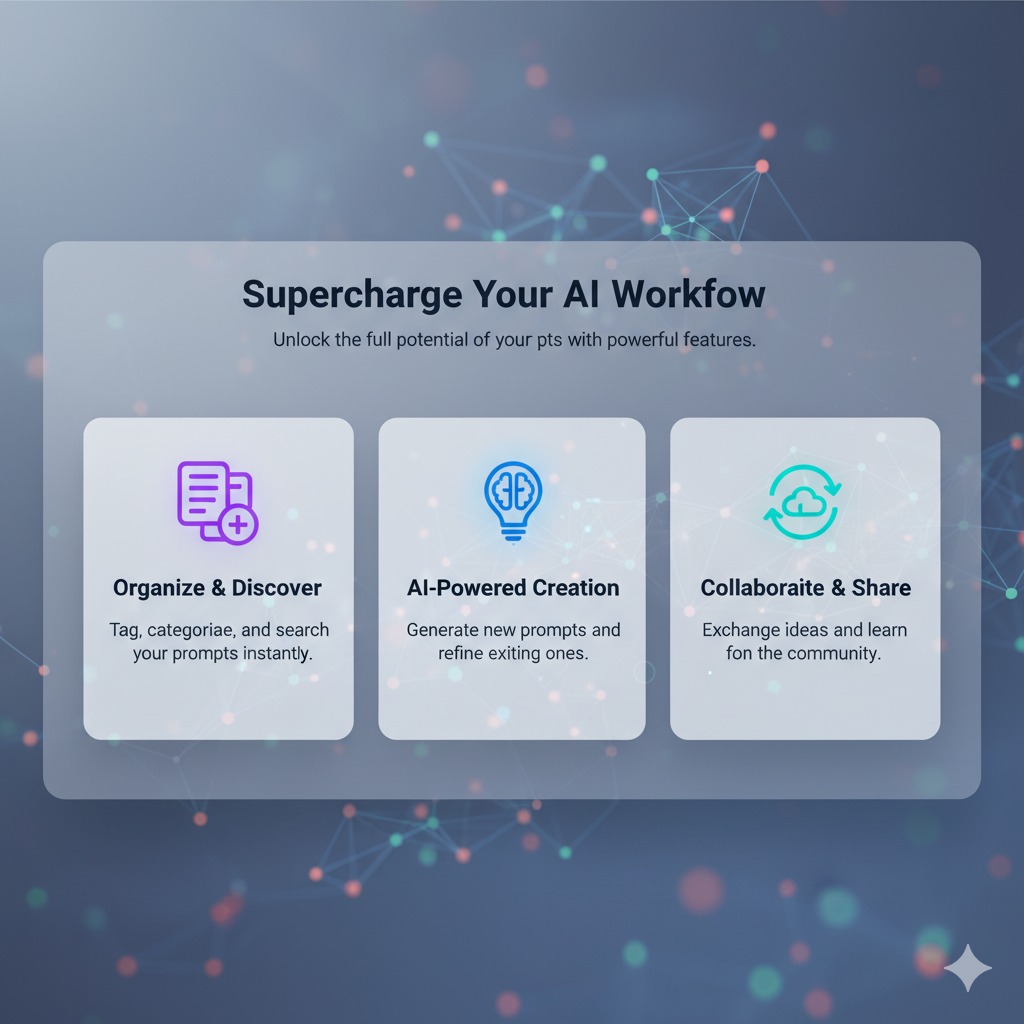 Supercharge Your AI Workfow
Unlock the full potential of your pts with powerful features.
Organize & Discover
Tag, categoriae, and search
your prompts instantly.
AI-Powered Creation
Generate new prompts and
refine exiting ones.
Collaboraite & Share
Exchange ideas and learn
fon the community.